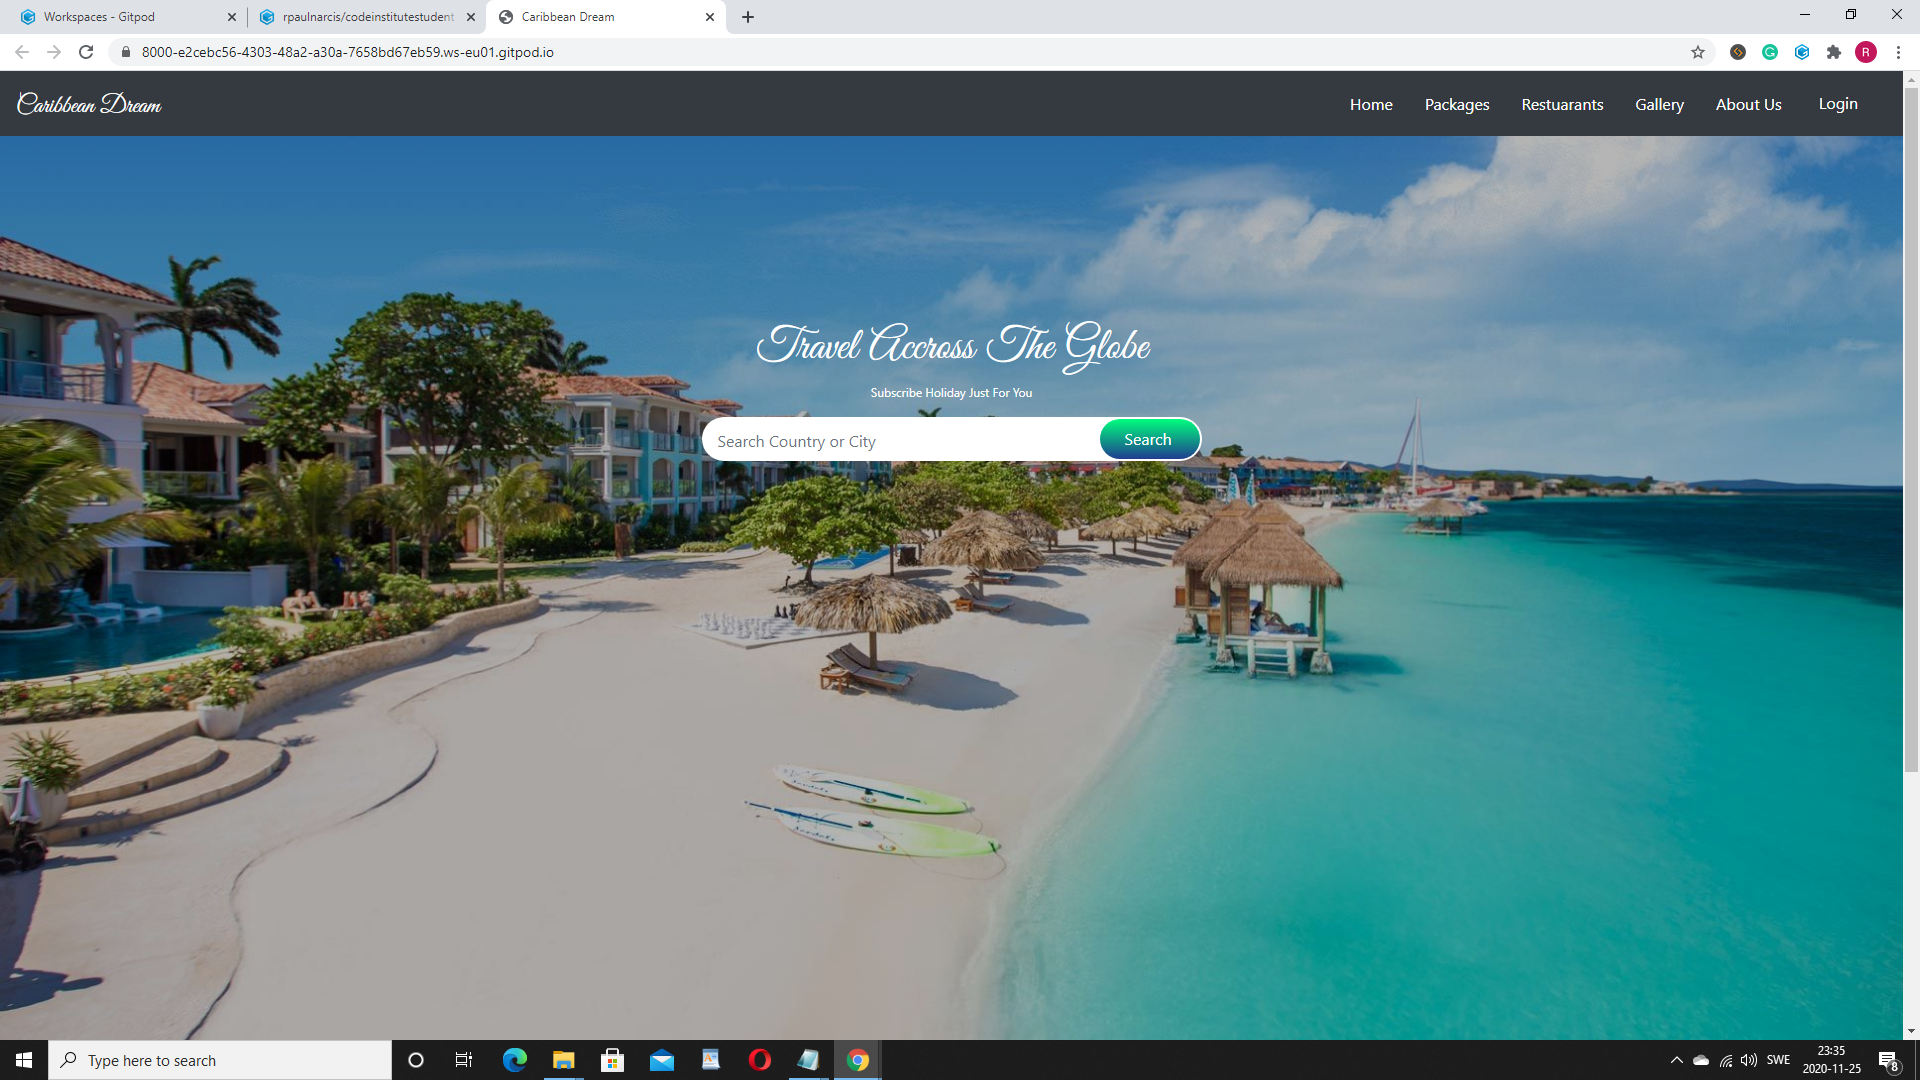 Workspaces - Gitpod
rpaulnarcis/codeinstitutestudent
Caribbean Dream
8000-e2cebc56-4303-48a2-a30a-7658bd67eb59.ws-eu01.gitpod.io
R
Caribbean Dream
Home
Packages
Restuarants
Gallery
About Us
Login
Travel Accross The Globe
Subscribe Holiday Just For You
Search Country or City
Search
Type here to search
SWE
23:35
2020-11-25
8